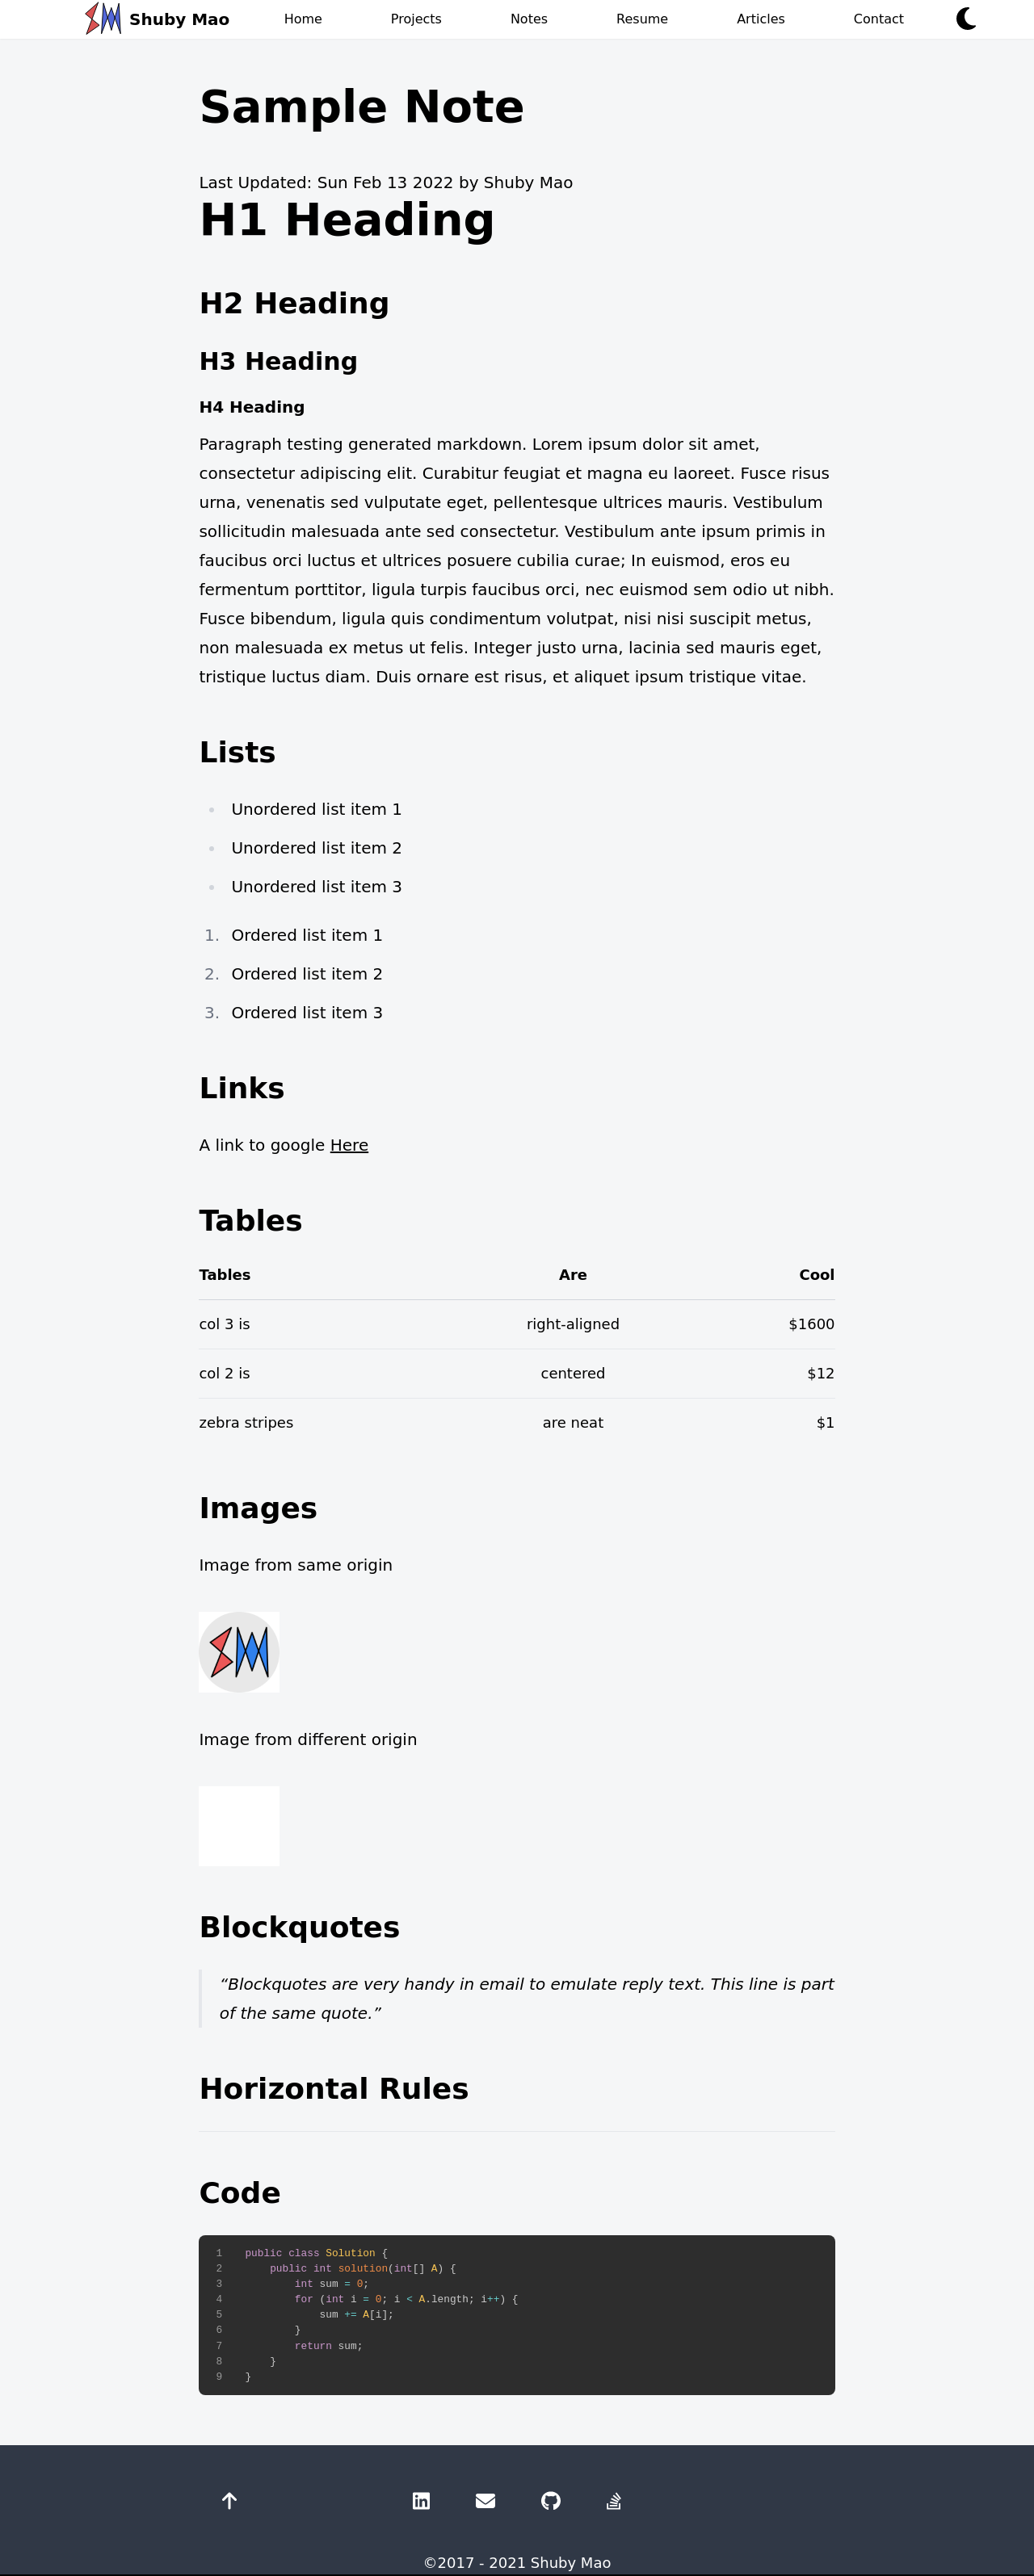 Shuby Mao Home Projects Notes Resume Articles Contact
Sample Note
Last Updated: Sun Feb 13 2022 by Shuby Mao
H1 Heading
H2 Heading
H3 Heading
H4 Heading
Paragraph testing generated markdown. Lorem ipsum dolor sit amet,
consectetur adipiscing elit. Curabitur feugiat et magna eu laoreet. Fusce risus
urna, venenatis sed vulputate eget, pellentesque ultrices mauris. Vestibulum
sollicitudin malesuada ante sed consectetur. Vestibulum ante ipsum primis in
faucibus orci luctus et ultrices posuere cubilia curae; In euismod, eros eu
fermentum porttitor, ligula turpis faucibus orci, nec euismod sem odio ut nibh.
Fusce bibendum, ligula quis condimentum volutpat, nisi nisi suscipit metus,
non malesuada ex metus ut felis. Integer justo urna, lacinia sed mauris eget,
tristique luctus diam. Duis ornare est risus, et aliquet ipsum tristique vitae.
Lists
• Unordered list item 1
• Unordered list item 2
• Unordered list item 3
1. Ordered list item 1
2. Ordered list item 2
3. Ordered list item 3
Links
A link to google Here
Tables
Tables Are Cool
col 3 is right-aligned $1600
col 2 is centered $12
zebra stripes are neat $1
Images
Image from same origin
SM
Image from different origin
Blockquotes
“Blockquotes are very handy in email to emulate reply text. This line is part
of the same quote.”
Horizontal Rules
Code
1 public class Solution {
2     public int solution(int[] A) {
3         int sum = 0;
4         for (int i = 0; i < A.length; i++) {
5             sum += A[i];
6         }
7         return sum;
8     }
9 }
©2017 - 2021 Shuby Mao